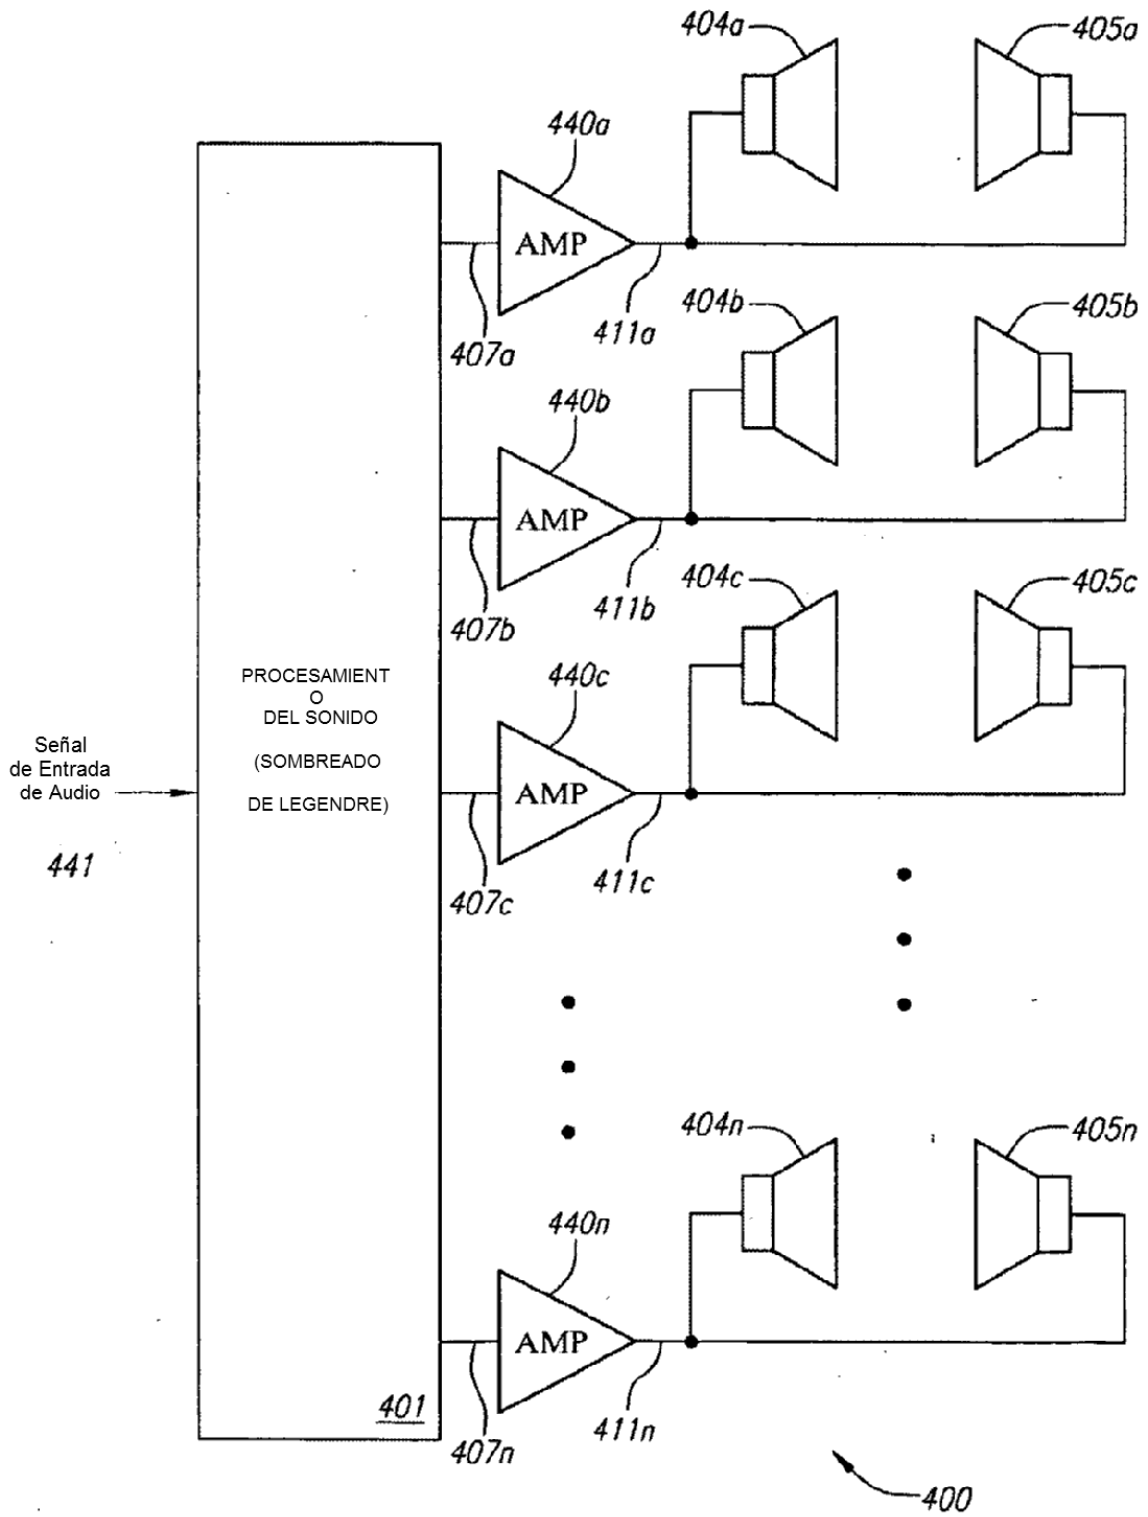 404a
405a
440a
AMP
411a
407a
404b
405b
440b
AMP
411b
407b
404c
405c
440c
PROCESAMIENT
O
DEL SONIDO
(SOMBREADO
DE LEGENDRE)
Señal
de Entrada
de Audio
441
AMP
411c
407c
404n
405n
440n
AMP
411n
407n
401
400